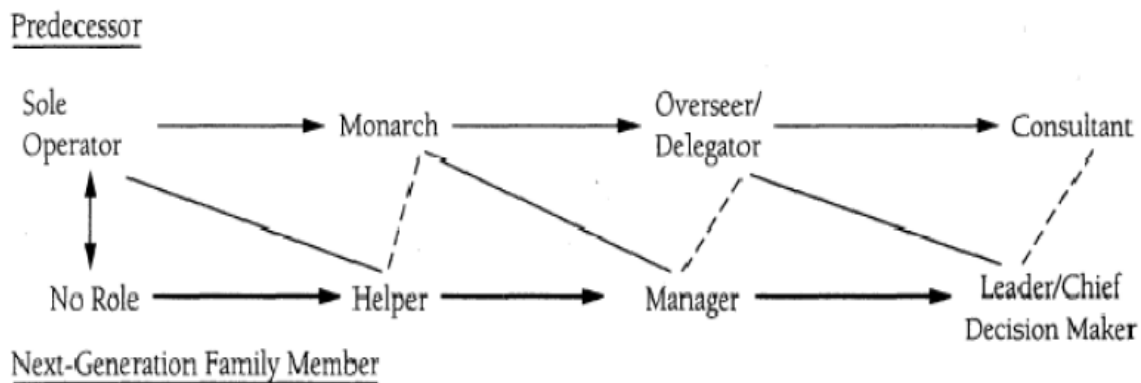 Predecessor
Sole
Operator
Monarch
Overseer/
Delegator
Consultant
No Role
Helper
Manager
Leader/Chief
Decision Maker
Next-Generation Family Member